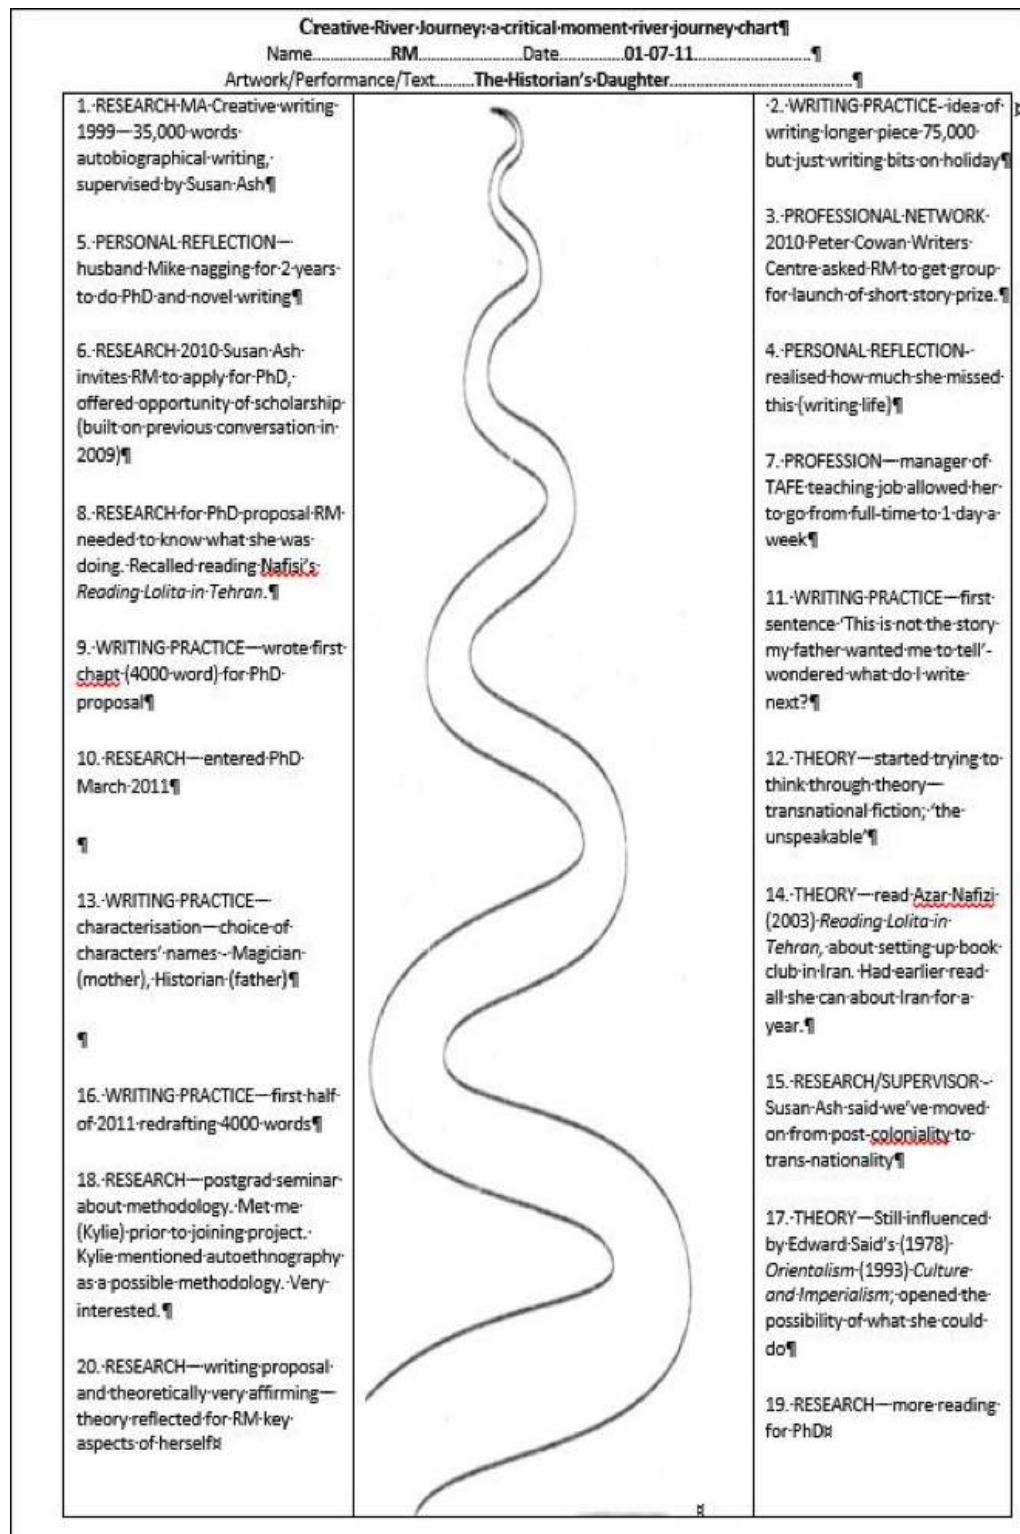 Creative River Journey: a critical moment river journey chart¶
Name..............RM...................Date..............01-07-11............................¶
Artwork/Performance/Text.........The Historian's Daughter.............................................¶
1. RESEARCH MA Creative writing
1999—35,000 words
autobiographical writing,
supervised by Susan Ash¶
5. PERSONAL REFLECTION—
husband Mike nagging for 2 years
to do PhD and novel writing¶
6. RESEARCH 2010 Susan Ash
invites RM to apply for PhD,
offered opportunity of scholarship
(built on previous conversation in
2009)¶
8. RESEARCH for PhD proposal RM
needed to know what she was
doing. Recalled reading Nafisi's
Reading Lolita in Tehran.¶
9. WRITING PRACTICE—wrote first
chapt (4000 word) for PhD
proposal¶
10. RESEARCH—entered PhD
March 2011¶
¶
13. WRITING PRACTICE—
characterisation—choice of
characters' names - Magician
(mother), Historian (father)¶
¶
16. WRITING PRACTICE—first half
of 2011 redrafting 4000 words¶
18. RESEARCH—postgrad seminar
about methodology. Met me
(Kylie) prior to joining project.
Kylie mentioned autoethnography
as a possible methodology. Very
interested.¶
20. RESEARCH—writing proposal
and theoretically very affirming—
theory reflected for RM key
aspects of herself¤
¤
2. WRITING PRACTICE- idea of
writing longer piece 75,000
but just writing bits on holiday¶
3. PROFESSIONAL NETWORK
2010 Peter Cowan Writers
Centre asked RM to get group
for launch of short story prize.¶
4. PERSONAL REFLECTION-
realised how much she missed
this (writing life)¶
7. PROFESSION—manager of
TAFE teaching job allowed her
to go from full-time to 1 day a
week¶
11. WRITING PRACTICE—first
sentence 'This is not the story
my father wanted me to tell'-
wondered what do I write
next?¶
12. THEORY—started trying to
think through theory—
transnational fiction; 'the
unspeakable'¶
14. THEORY—read Azar Nafizi
(2003) Reading Lolita in
Tehran, about setting up book
club in Iran. Had earlier read
all she can about Iran for a
year.¶
15. RESEARCH/SUPERVISOR -
Susan Ash said we've moved
on from post-coloniality to
trans-nationality¶
17. THEORY—Still influenced
by Edward Said's (1978)
Orientalism (1993) Culture
and Imperialism; opened the
possibility of what she could
do¶
19. RESEARCH—more reading
for PhD¤
¤